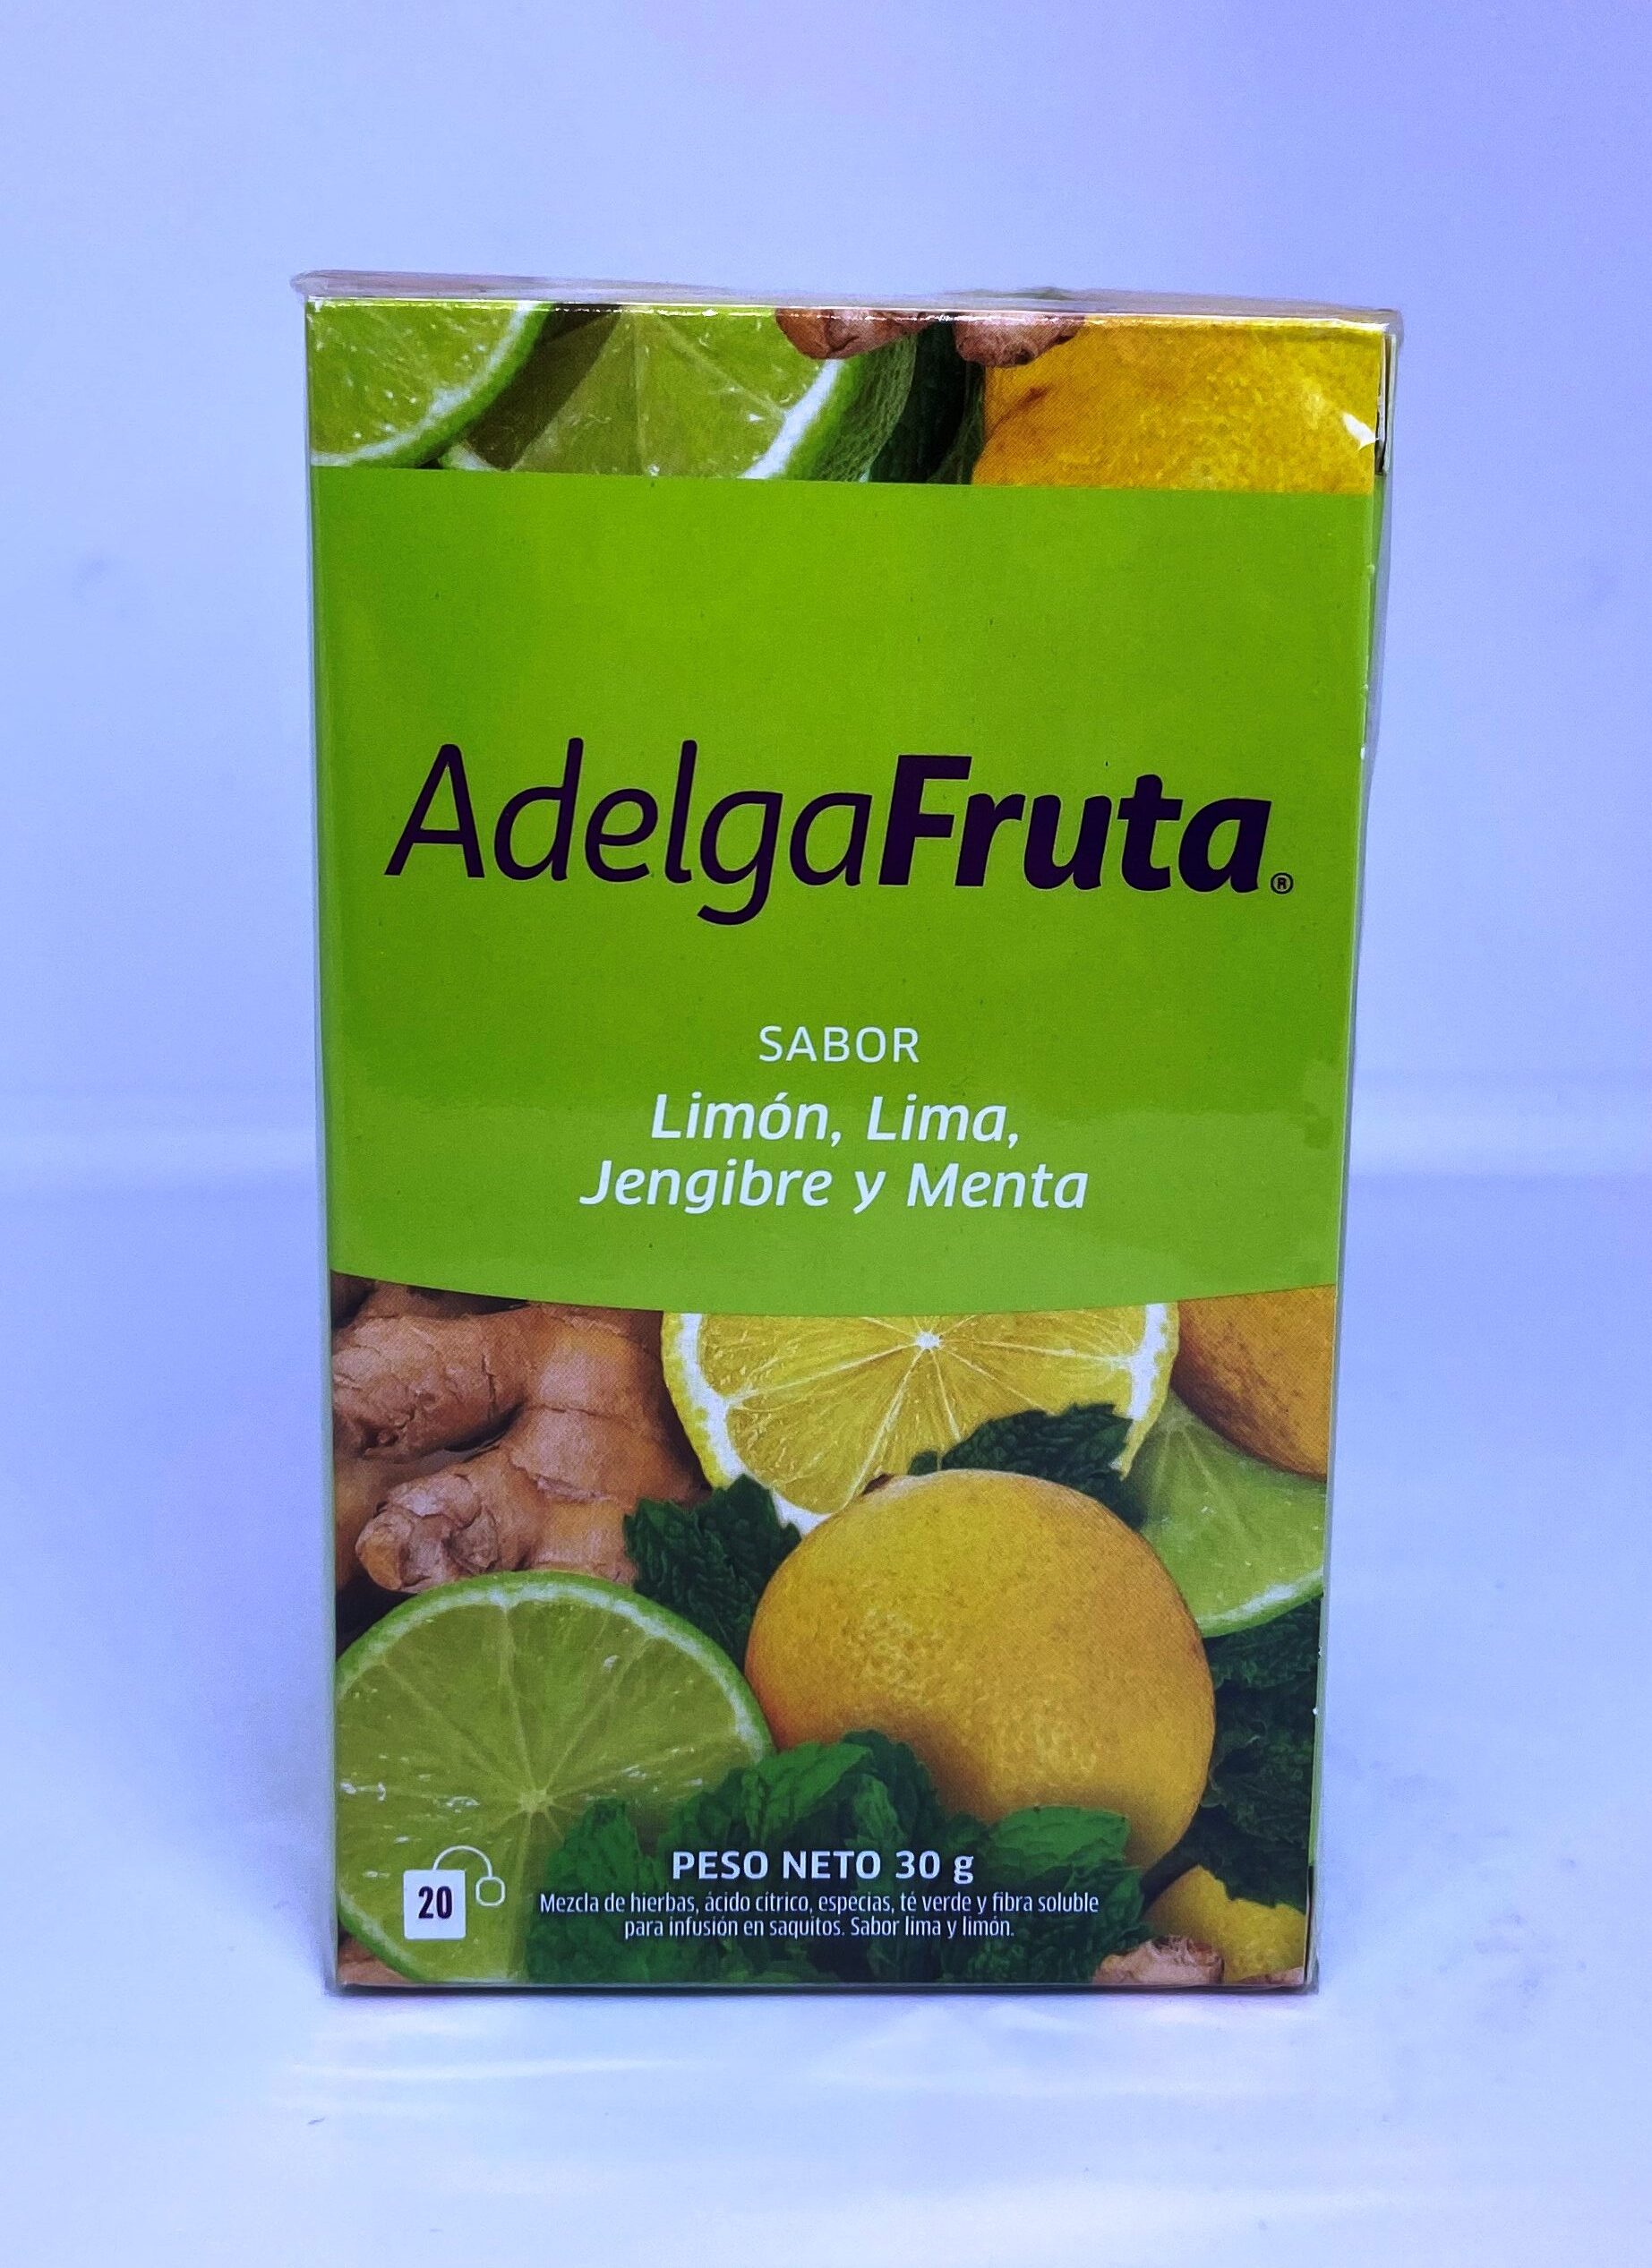 AdelgaFruta®
SABOR
Limón, Lima,
Jengibre y Menta
PESO NETO 30 g
20
Mezcla de hierbas, ácido cítrico, especias, té verde y fibra soluble
para infusión en saquitos. Sabor lima y limón.